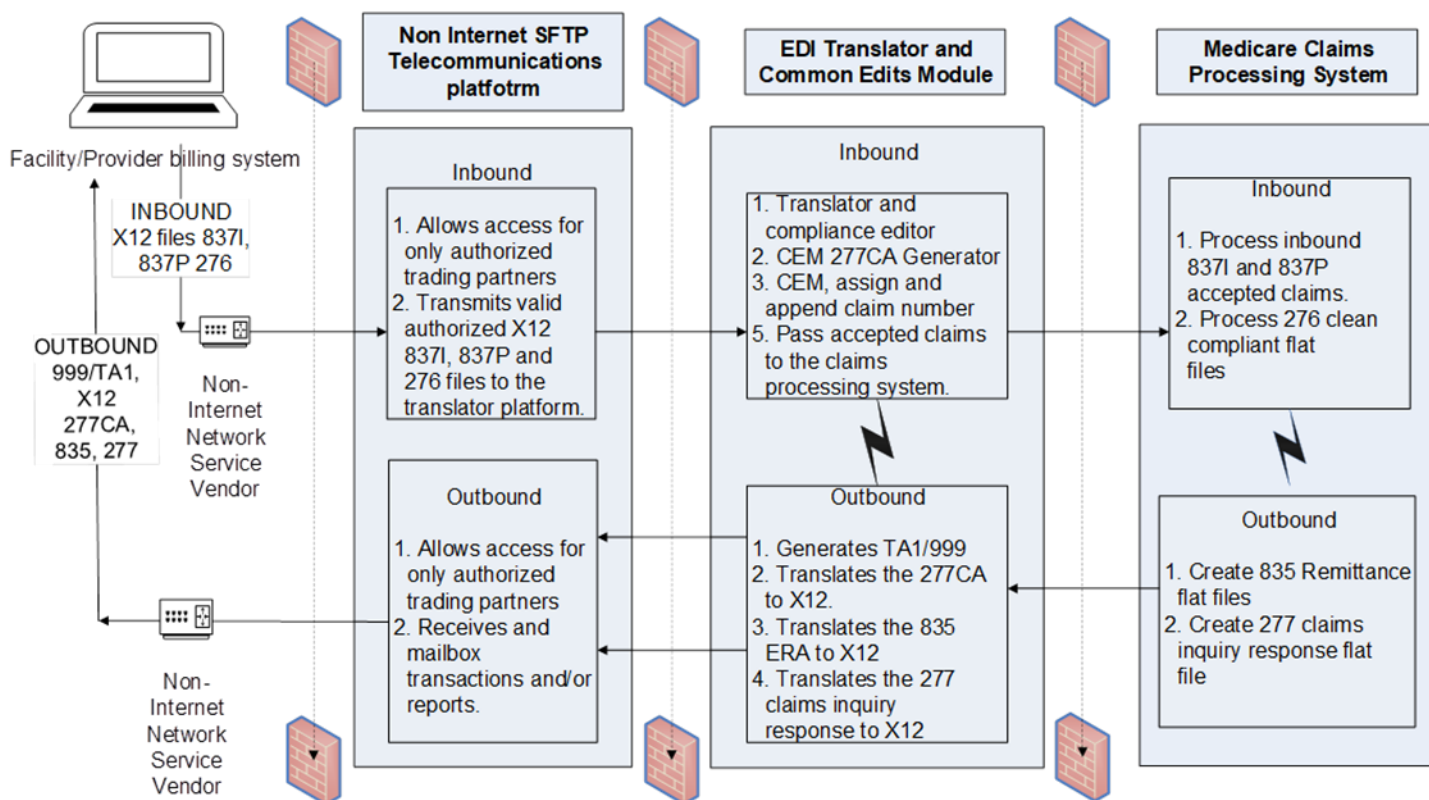 Non Internet SFTP
Telecommunications
platfotrm
EDI Translator and
Common Edits Module
Medicare Claims
Processing System
Facility/Provider billing system
INBOUND
X12 files 837I,
837P 276
OUTBOUND
999/TA1,
X12
277CA,
835, 277
Non-
Internet
Network
Service
Vendor
Non-
Internet
Network
Service
Vendor
Inbound
1. Allows access for
only authorized
trading partners
2. Transmits valid
authorized X12
837I, 837P and
276 files to the
translator platform.
Outbound
1. Allows access for
only authorized
trading partners
2. Receives and
mailbox
transactions and/or
reports.
Inbound
1. Translator and
compliance editor
2. CEM 277CA Generator
3. CEM, assign and
append claim number
5. Pass accepted claims
to the claims
processing system.
Outbound
1. Generates TA1/999
2. Translates the 277CA
to X12.
3. Translates the 835
ERA to X12
4. Translates the 277
claims inquiry
response to X12
Inbound
1. Process inbound
837I and 837P
accepted claims.
2. Process 276 clean
compliant flat
files
Outbound
1. Create 835 Remittance
flat files
2. Create 277 claims
inquiry response flat
file